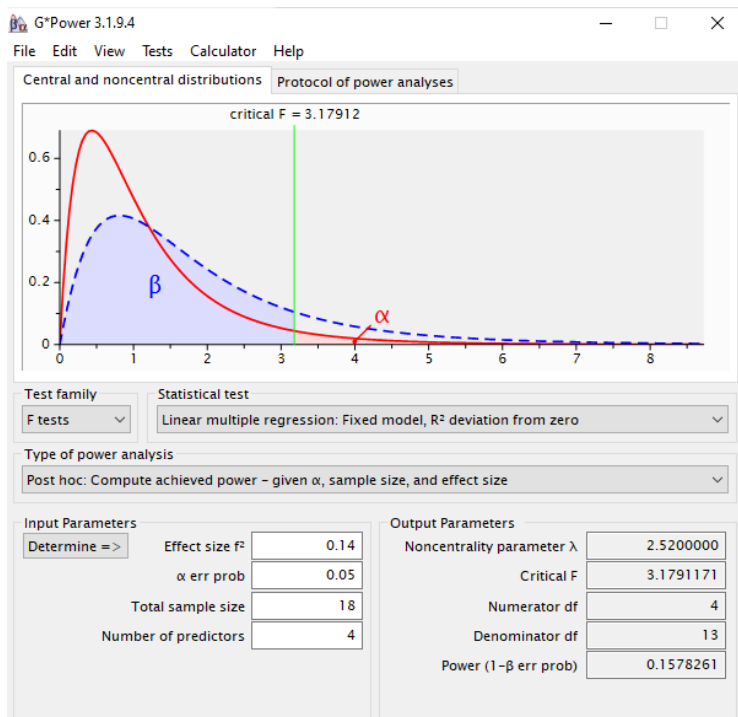 G*Power 3.1.9.4
File Edit View Tests Calculator Help
Central and noncentral distributions Protocol of power analyses
critical F = 3.17912
0.6
0.4
0.2
0
β
α
0 1 2 3 4 5 6 7 8
Test family Statistical test
F tests Linear multiple regression: Fixed model, R² deviation from zero
Type of power analysis
Post hoc: Compute achieved power – given α, sample size, and effect size
Input Parameters Output Parameters
Determine => Effect size f² 0.14 Noncentrality parameter λ 2.5200000
α err prob 0.05 Critical F 3.1791171
Total sample size 18 Numerator df 4
Number of predictors 4 Denominator df 13
Power (1-β err prob) 0.1578261